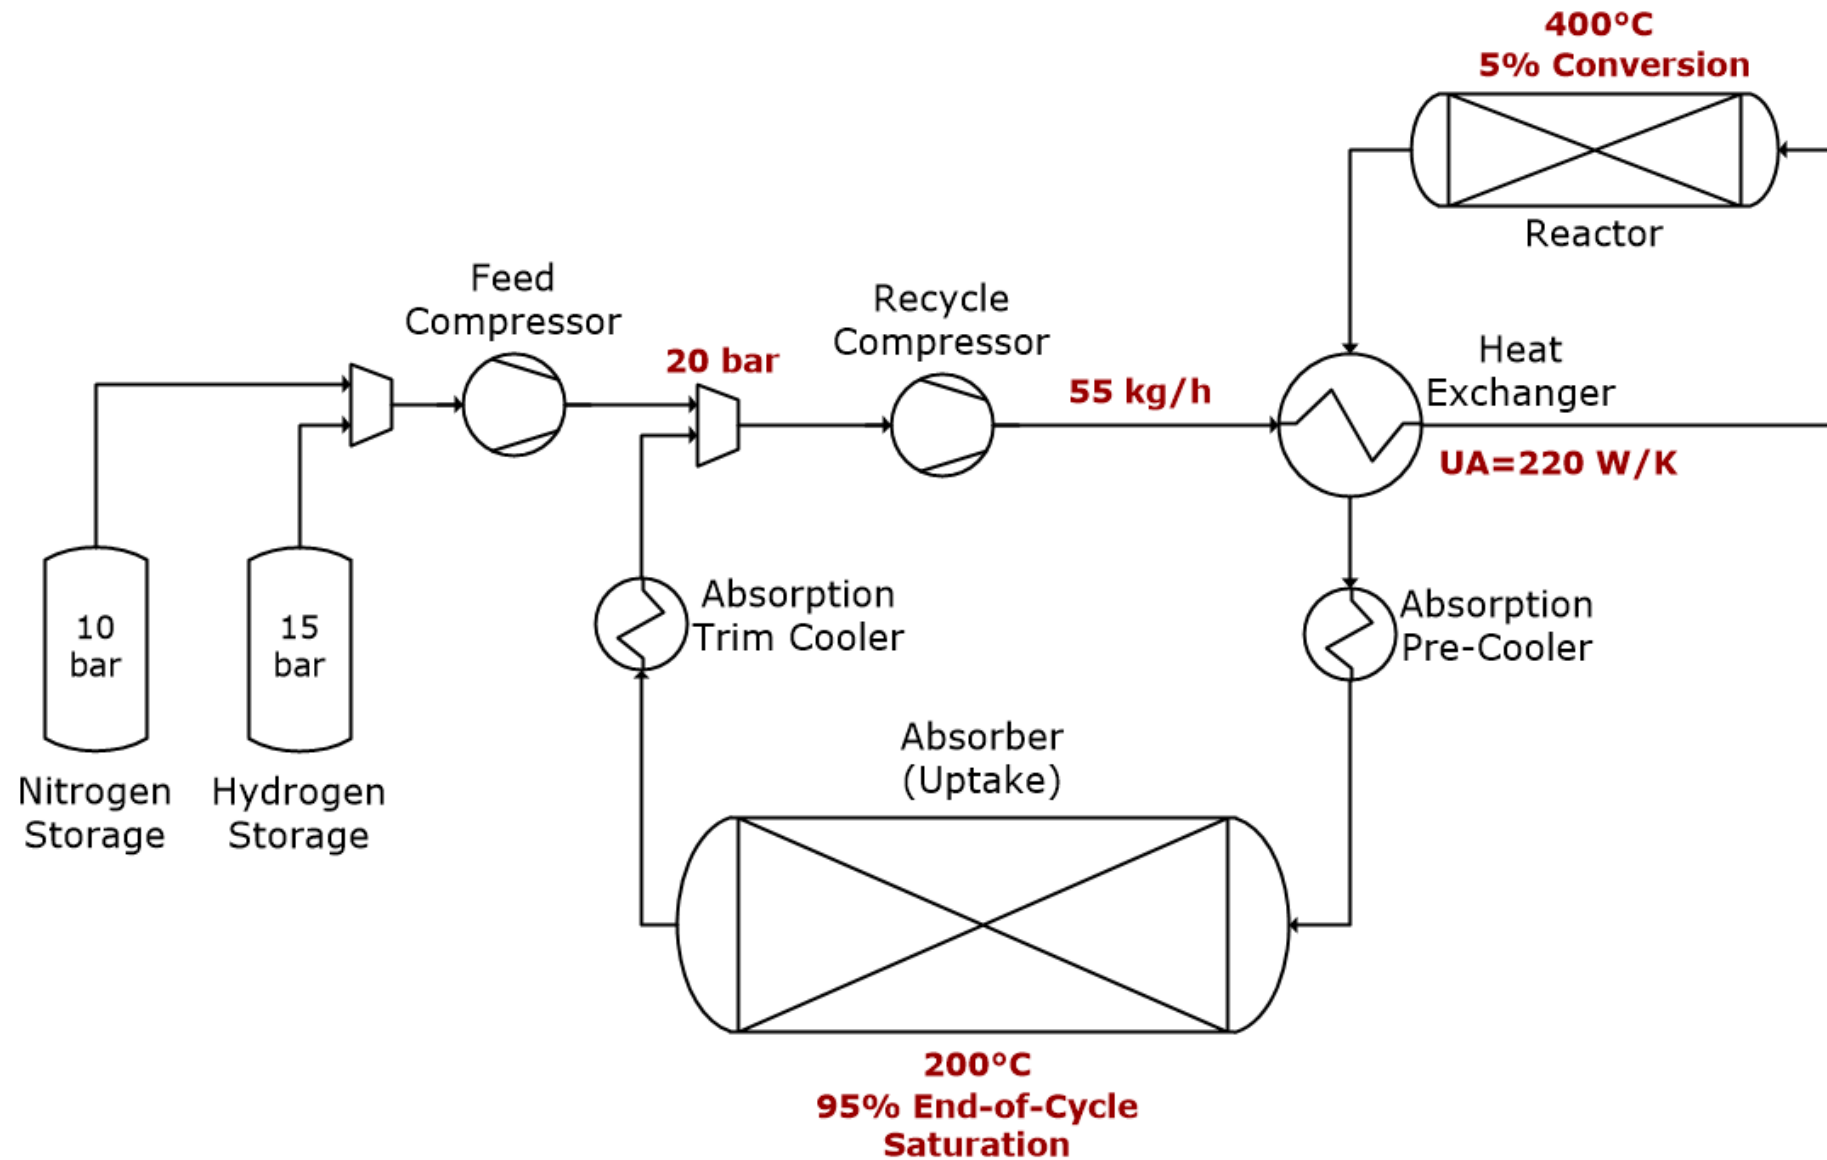 400°C
5% Conversion
Reactor
Feed
Compressor
Recycle
Compressor
20 bar
55 kg/h
Heat
Exchanger
UA=220 W/K
10
bar
15
bar
Absorption
Trim Cooler
Absorption
Pre-Cooler
Nitrogen
Storage
Hydrogen
Storage
Absorber
(Uptake)
200°C
95% End-of-Cycle
Saturation